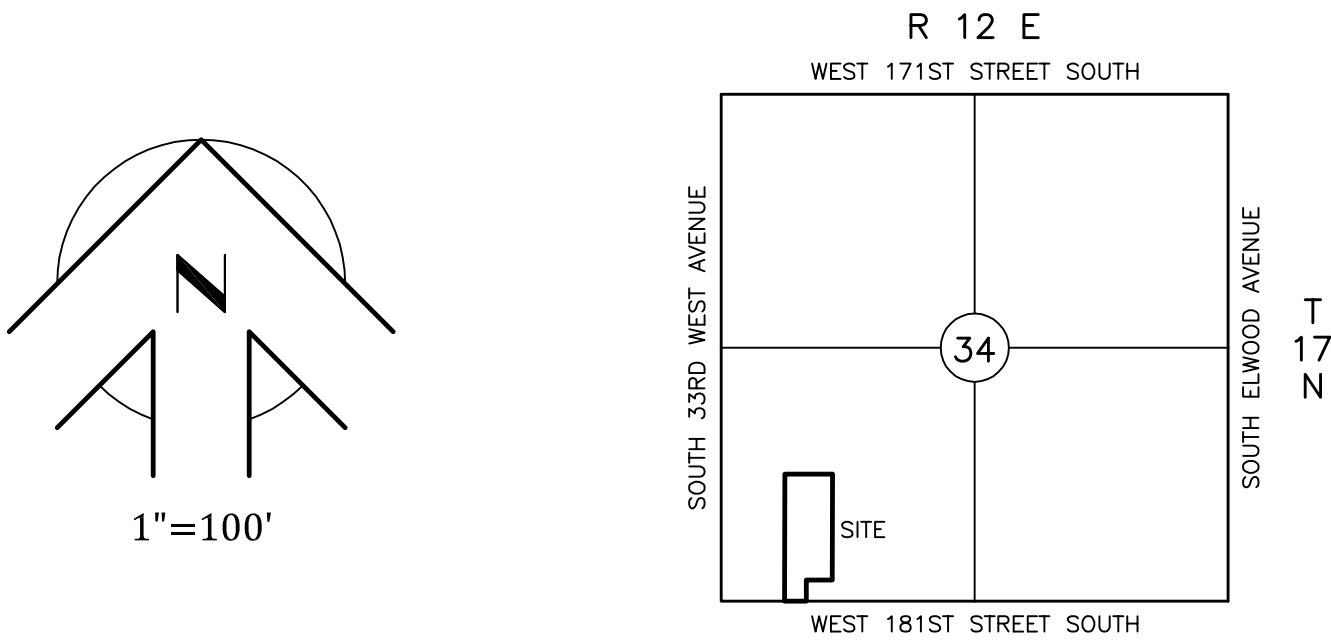 N
1"=100'
R 12 E
WEST 171ST STREET SOUTH
SOUTH 33RD WEST AVENUE
34
SOUTH ELWOOD AVENUE
T
17
N
SITE
WEST 181ST STREET SOUTH